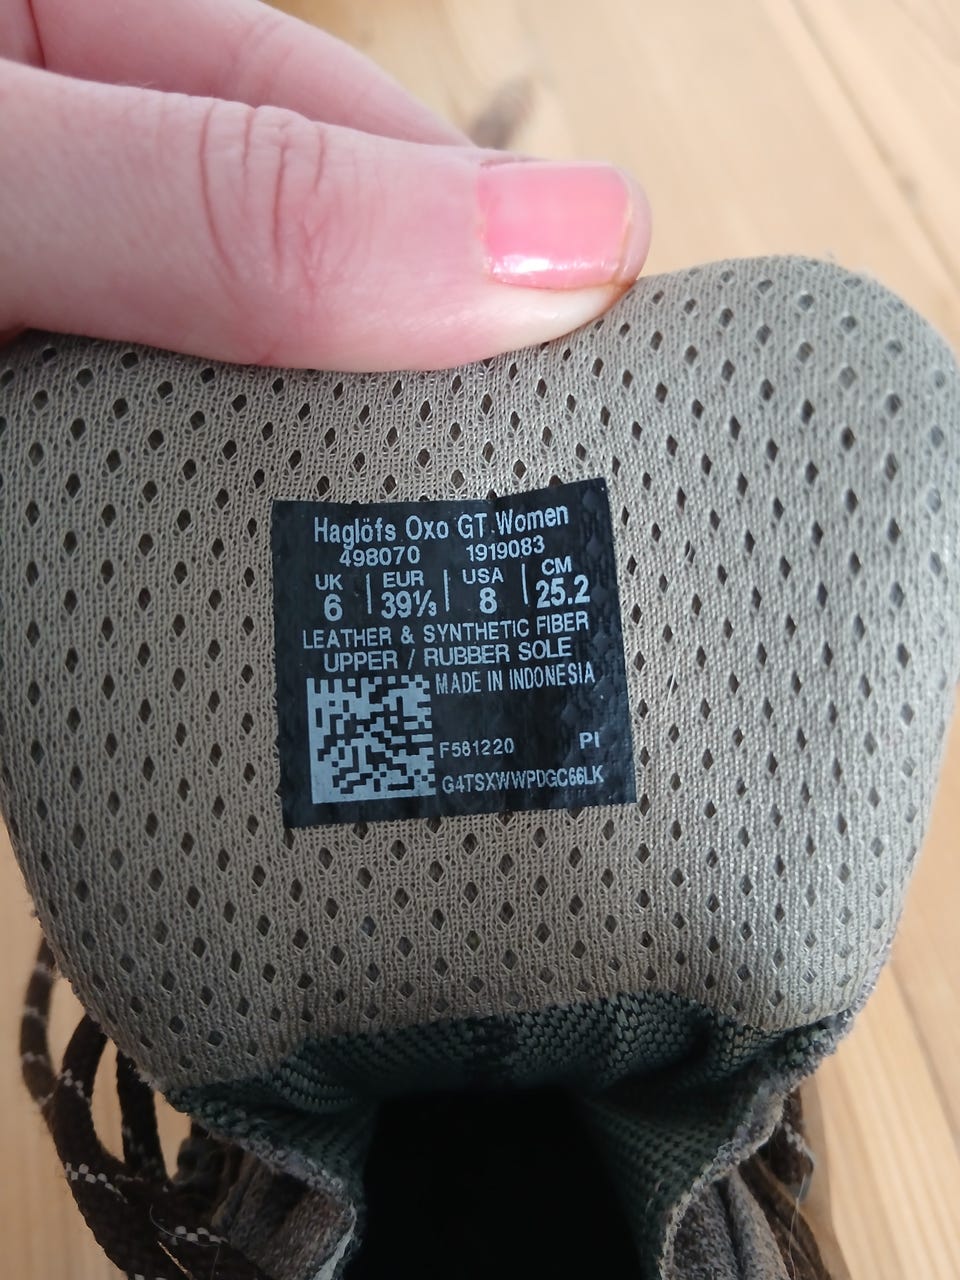 Haglöfs Oxo GT Women
498070 1919083
UK | EUR | USA | CM
6 39⅓ 8 25.2
LEATHER & SYNTHETIC FIBER
UPPER / RUBBER SOLE
MADE IN INDONESIA
F581220 PI
G4TSXWWPDGC66LK